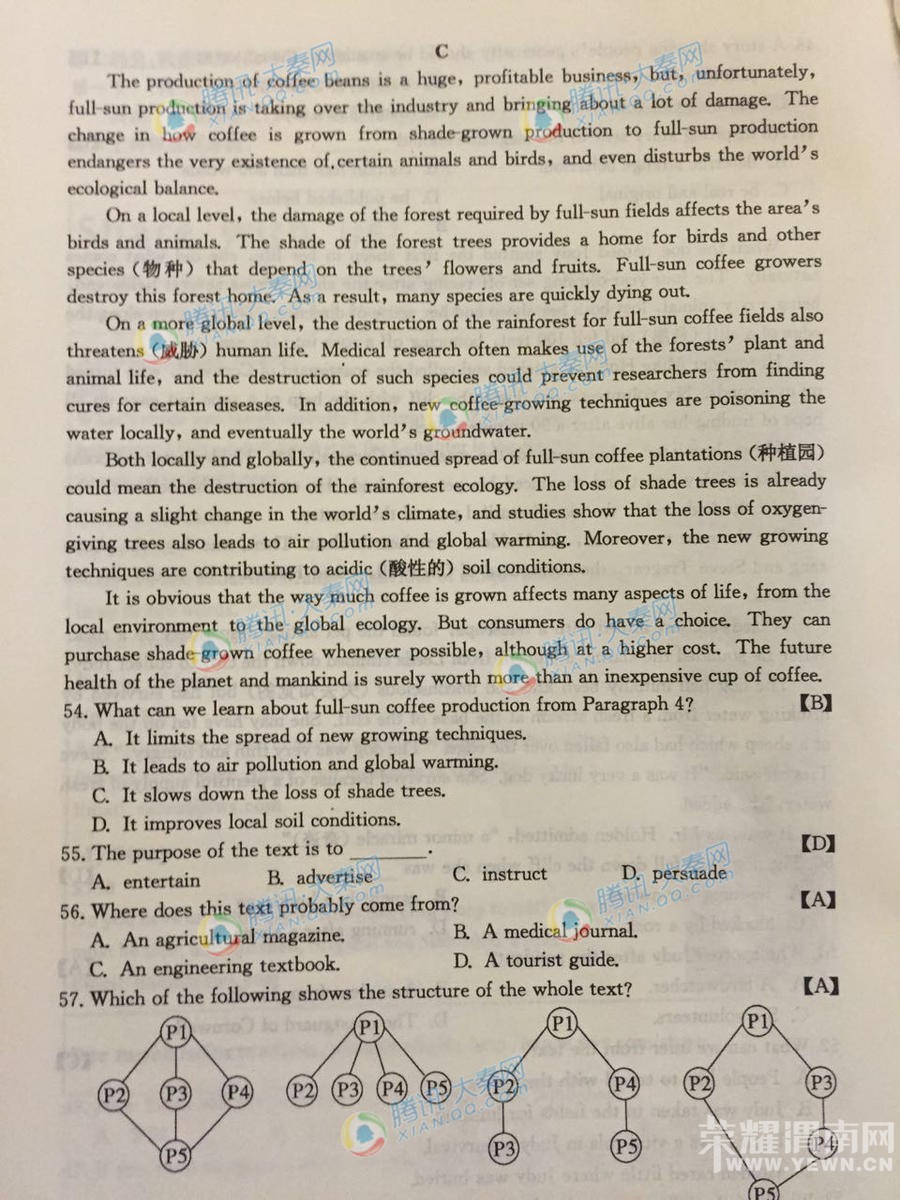 C
The production of coffee beans is a huge, profitable business, but, unfortunately,
full-sun production is taking over the industry and bringing about a lot of damage. The
change in how coffee is grown from shade-grown production to full-sun production
endangers the very existence of certain animals and birds, and even disturbs the world's
ecological balance.
On a local level, the damage of the forest required by full-sun fields affects the area's
birds and animals. The shade of the forest trees provides a home for birds and other
species (物种) that depend on the trees' flowers and fruits. Full-sun coffee growers
destroy this forest home. As a result, many species are quickly dying out.
On a more global level, the destruction of the rainforest for full-sun coffee fields also
threatens (威胁) human life. Medical research often makes use of the forests' plant and
animal life, and the destruction of such species could prevent researchers from finding
cures for certain diseases. In addition, new coffee-growing techniques are poisoning the
water locally, and eventually the world's groundwater.
Both locally and globally, the continued spread of full-sun coffee plantations (种植园)
could mean the destruction of the rainforest ecology. The loss of shade trees is already
causing a slight change in the world's climate, and studies show that the loss of oxygen-
giving trees also leads to air pollution and global warming. Moreover, the new growing
techniques are contributing to acidic (酸性的) soil conditions.
It is obvious that the way much coffee is grown affects many aspects of life, from the
local environment to the global ecology. But consumers do have a choice. They can
purchase shade-grown coffee whenever possible, although at a higher cost. The future
health of the planet and mankind is surely worth more than an inexpensive cup of coffee.
54. What can we learn about full-sun coffee production from Paragraph 4? 【B】
A. It limits the spread of new growing techniques.
B. It leads to air pollution and global warming.
C. It slows down the loss of shade trees.
D. It improves local soil conditions.
55. The purpose of the text is to ________. 【D】
A. entertain B. advertise C. instruct D. persuade
56. Where does this text probably come from? 【A】
A. An agricultural magazine. B. A medical journal.
C. An engineering textbook. D. A tourist guide.
57. Which of the following shows the structure of the whole text? 【A】
P1 P1 P1 P1
P2 P3 P4 P2 P3 P4 P5 P2 P4 P2 P3
P5 P3 P5 P4
P5
腾讯·大秦网
XIAN.QQ.COM
荣耀渭南网
WWW.YEWN.CN